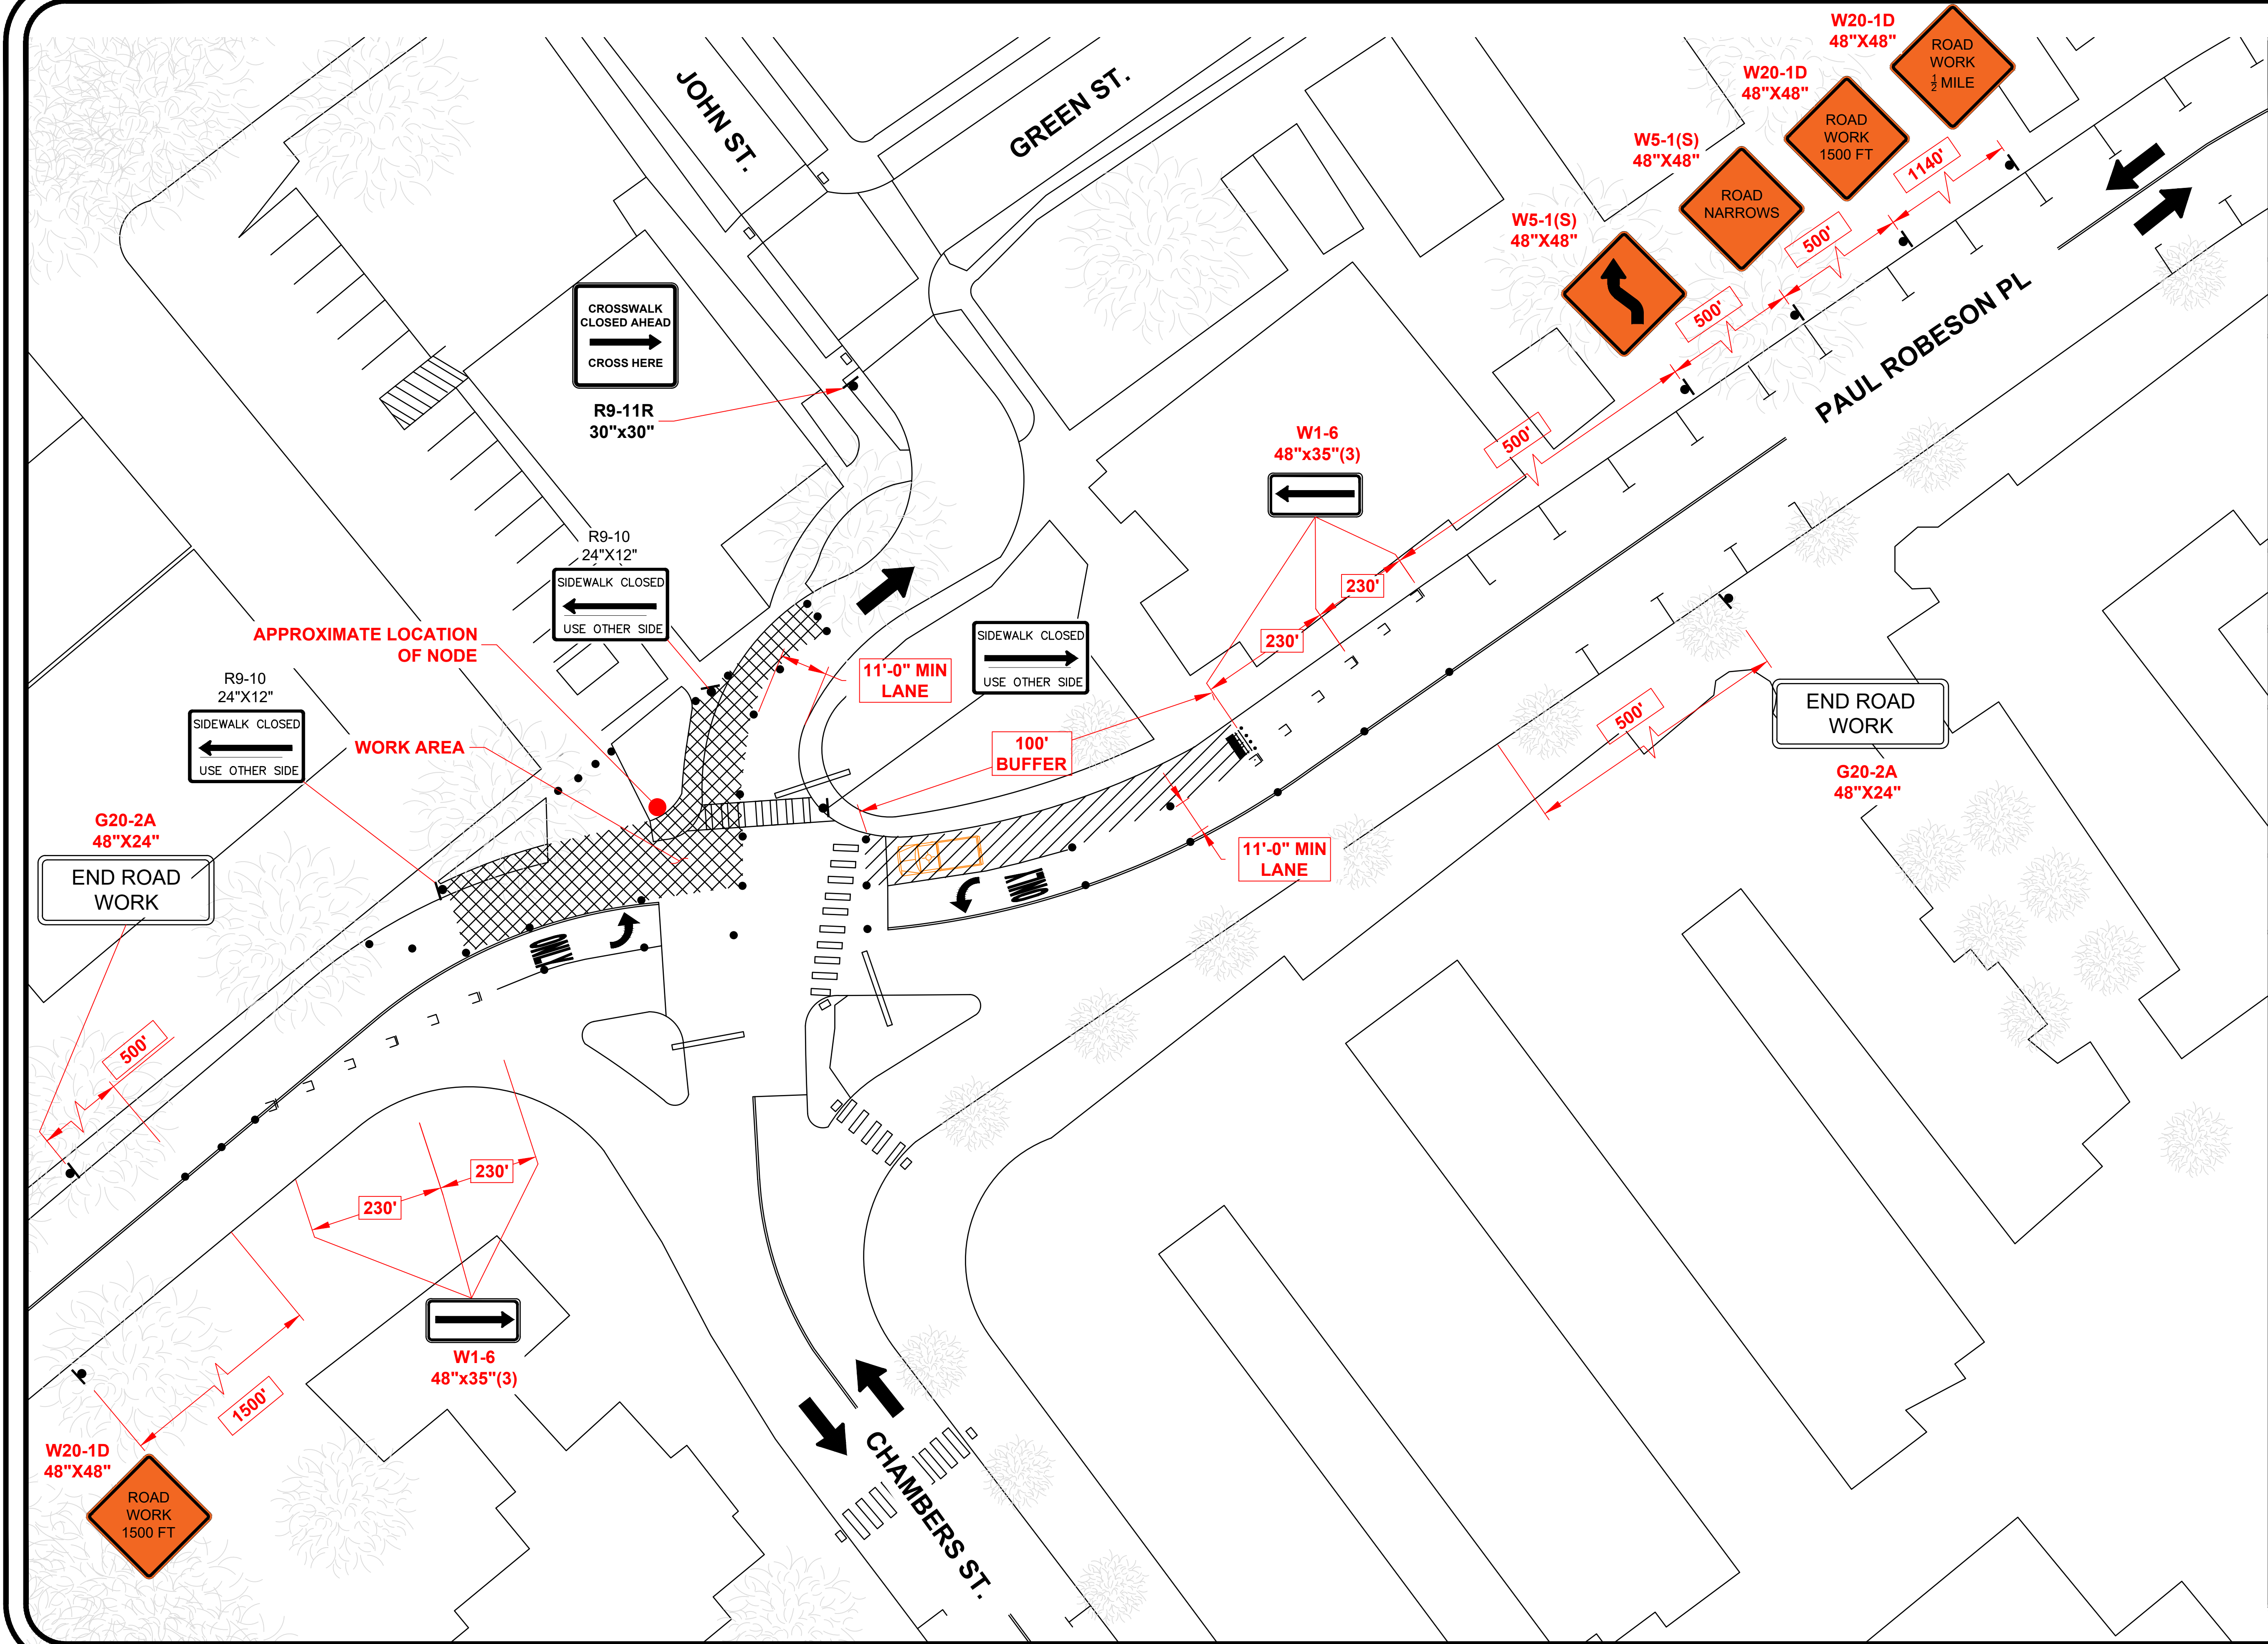 W20-1D
48"X48"
ROAD
WORK
½ MILE
W20-1D
48"X48"
ROAD
WORK
1500 FT
W5-1(S)
48"X48"
ROAD
NARROWS
W5-1(S)
48"X48"
1140'
500'
500'
500'
JOHN ST.
GREEN ST.
PAUL ROBESON PL
CROSSWALK
CLOSED AHEAD
CROSS HERE
R9-11R
30"x30"
W1-6
48"x35"(3)
230'
230'
R9-10
24"X12"
SIDEWALK CLOSED
USE OTHER SIDE
APPROXIMATE LOCATION
OF NODE
11'-0" MIN
LANE
SIDEWALK CLOSED
USE OTHER SIDE
R9-10
24"X12"
SIDEWALK CLOSED
USE OTHER SIDE
WORK AREA
100'
BUFFER
500'
END ROAD
WORK
G20-2A
48"X24"
G20-2A
48"X24"
END ROAD
WORK
11'-0" MIN
LANE
ONLY
ONLY
500'
230'
230'
W1-6
48"x35"(3)
1500'
W20-1D
48"X48"
ROAD
WORK
1500 FT
CHAMBERS ST.